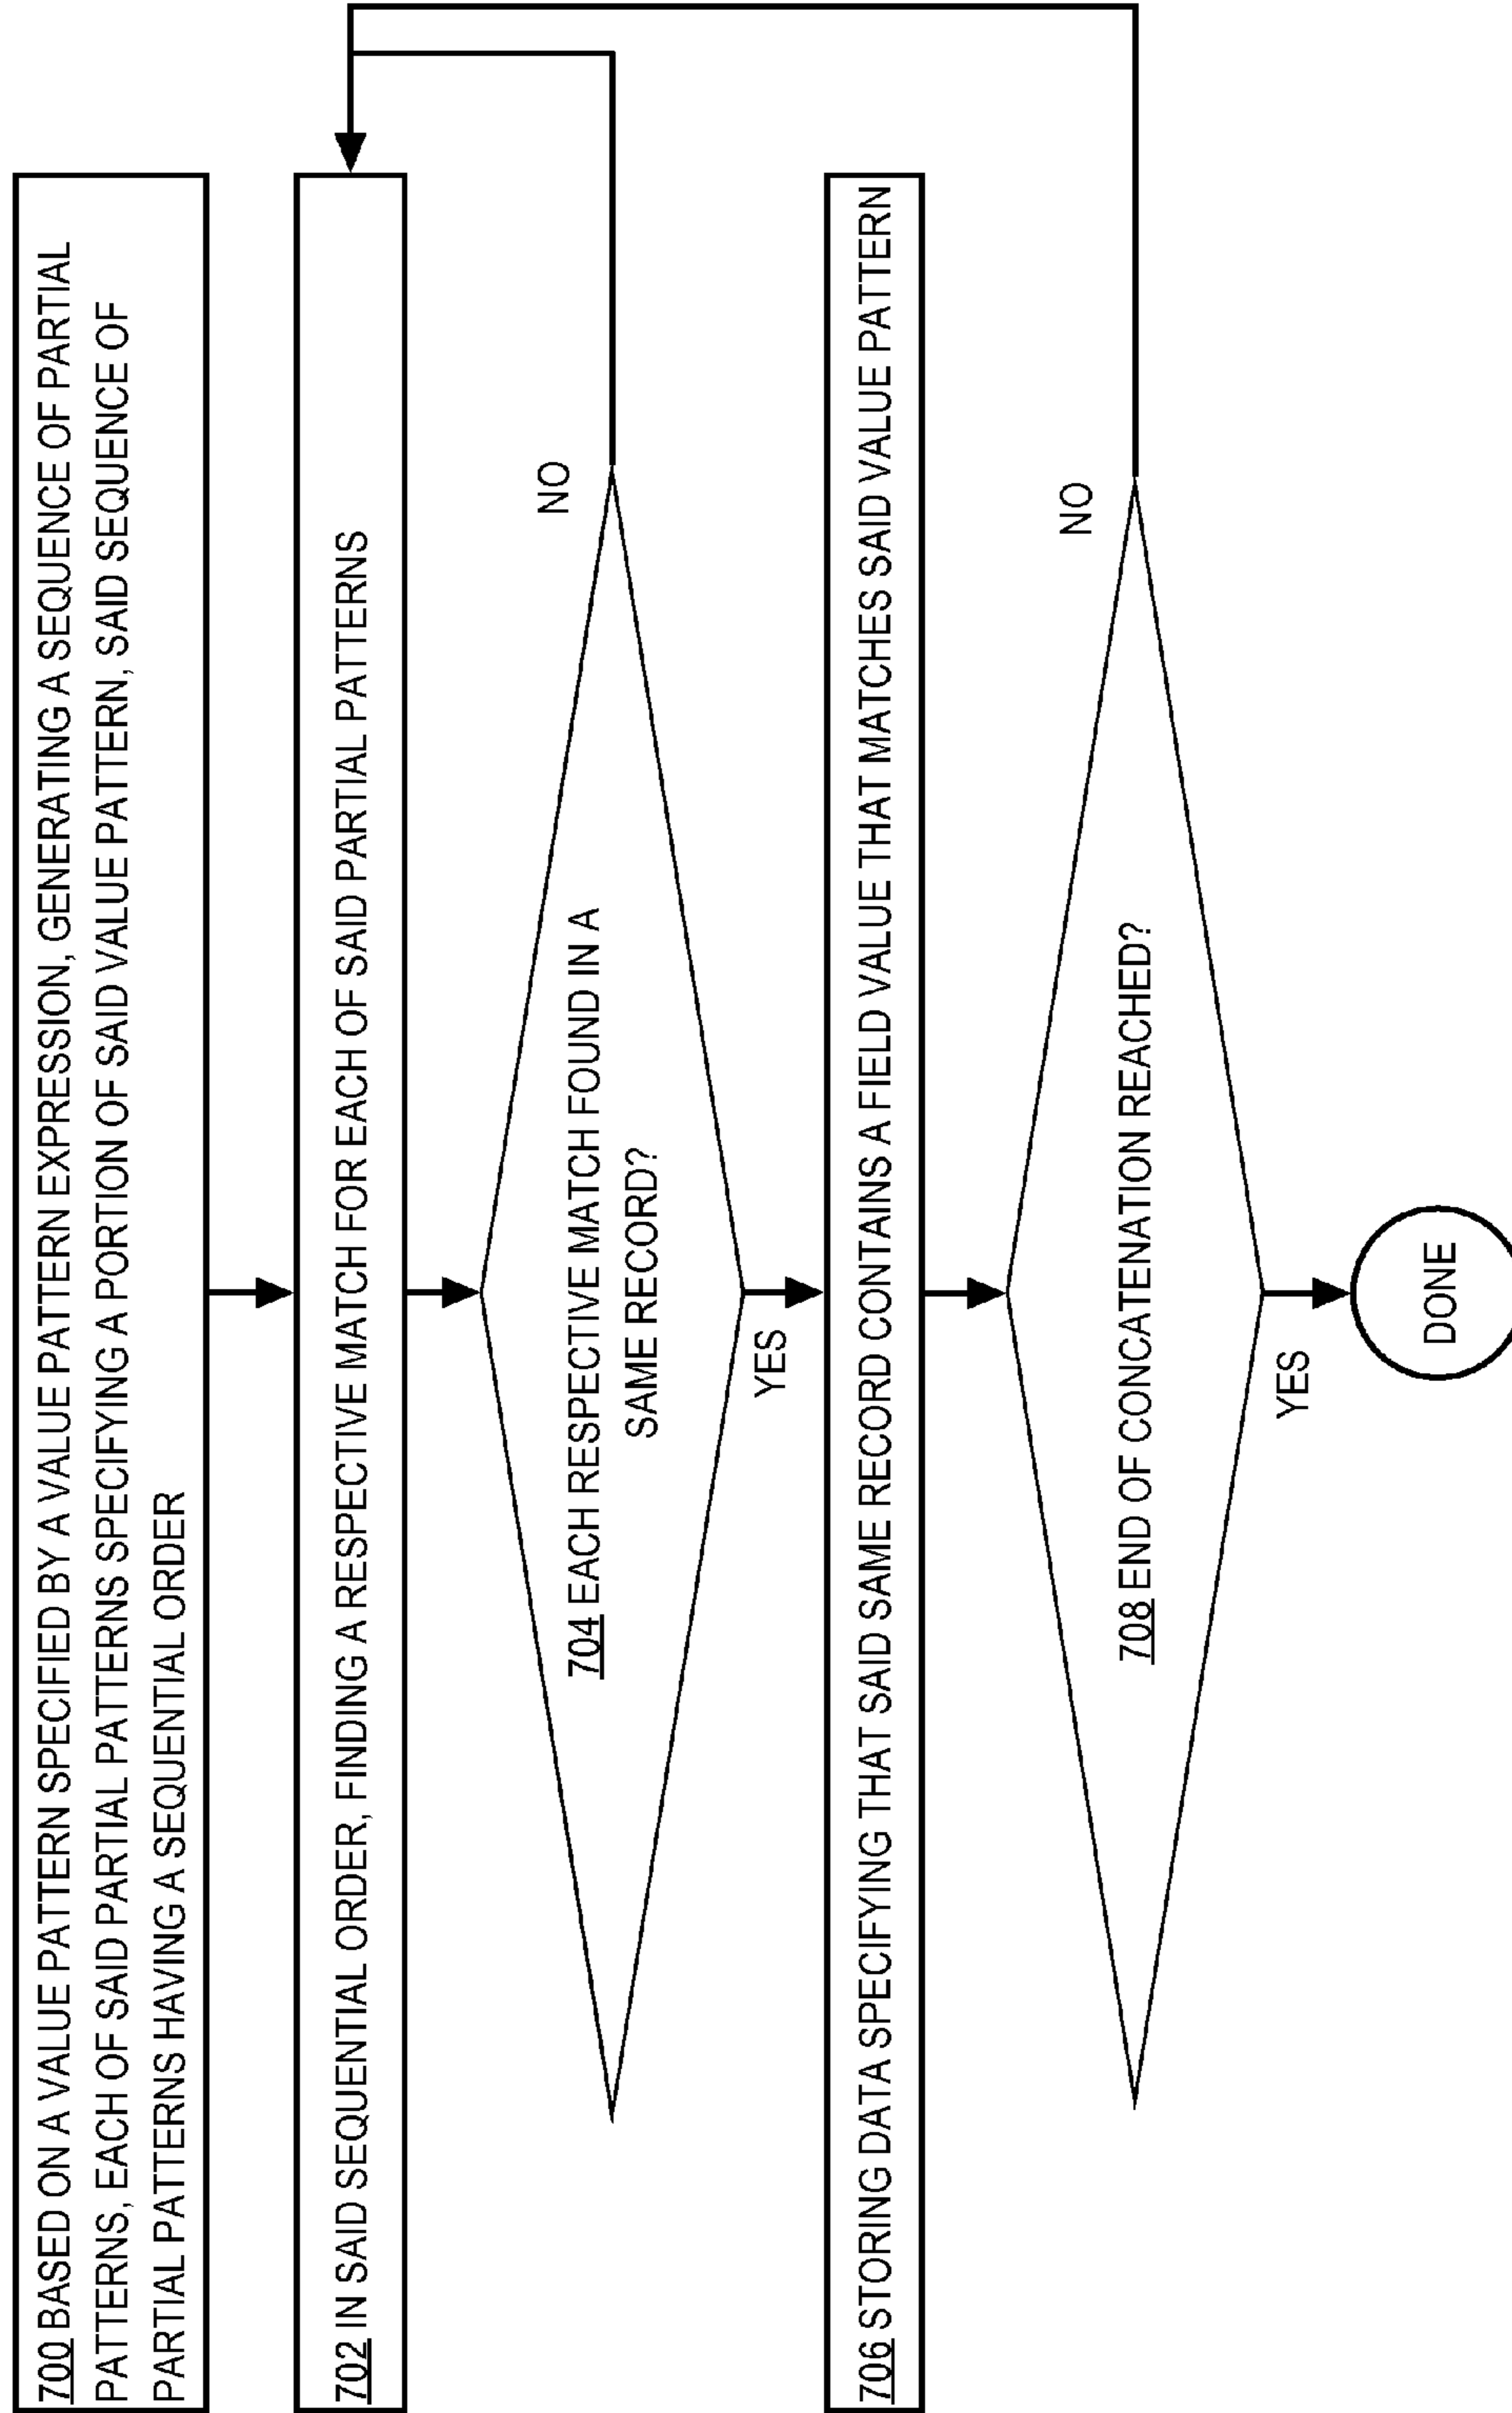 700 BASED ON A VALUE PATTERN SPECIFIED BY A VALUE PATTERN EXPRESSION, GENERATING A SEQUENCE OF PARTIAL
PATTERNS, EACH OF SAID PARTIAL PATTERNS SPECIFYING A PORTION OF SAID VALUE PATTERN, SAID SEQUENCE OF
PARTIAL PATTERNS HAVING A SEQUENTIAL ORDER
702 IN SAID SEQUENTIAL ORDER, FINDING A RESPECTIVE MATCH FOR EACH OF SAID PARTIAL PATTERNS
704 EACH RESPECTIVE MATCH FOUND IN A
SAME RECORD?
NO
YES
706 STORING DATA SPECIFYING THAT SAID SAME RECORD CONTAINS A FIELD VALUE THAT MATCHES SAID VALUE PATTERN
708 END OF CONCATENATION REACHED?
NO
YES
DONE